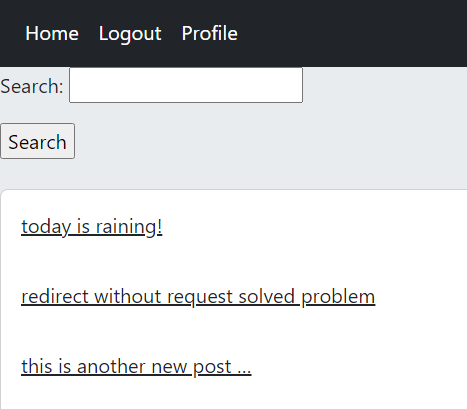 Home Logout Profile
Search:
Search
today is raining!
redirect without request solved problem
this is another new post ...